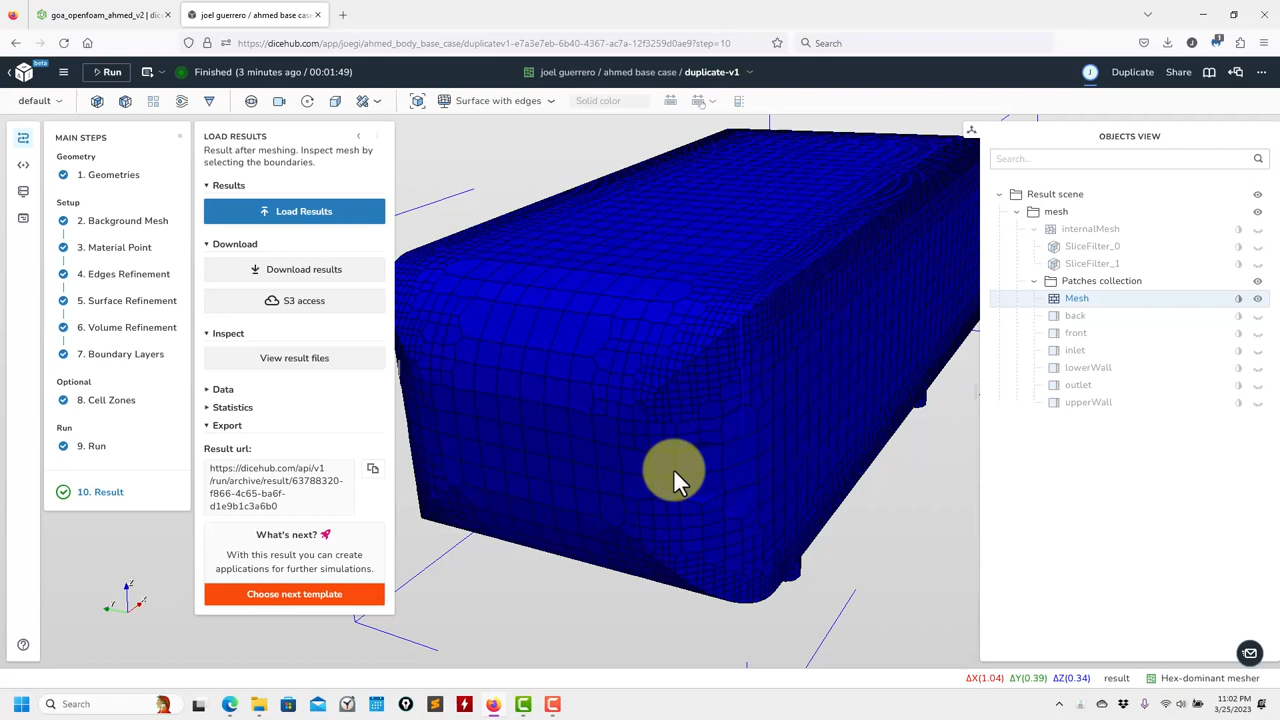 goa_openfoam_ahmed_v2 | dic
joel guerrero / ahmed base cas
https://dicehub.com/app/joegi/ahmed_body_base_case/duplicatev1e7a3e7eb-6b40-4367-ac7a-12f3259d0ae9?step=10
Search
beta
Run
Finished (3 minutes ago / 00:01:49)
joel guerrero / ahmed base case / duplicate-v1
J
Duplicate
Share
default
Surface with edges
Solid color
MAIN STEPS
Geometry
1. Geometries
Setup
2. Background Mesh
3. Material Point
4. Edges Refinement
5. Surface Refinement
6. Volume Refinement
7. Boundary Layers
Optional
8. Cell Zones
Run
9. Run
10. Result
LOAD RESULTS
Result after meshing. Inspect mesh by
selecting the boundaries.
Results
Load Results
Download
Download results
S3 access
Inspect
View result files
Data
Statistics
Export
Result url:
https://dicehub.com/api/v1
/run/archive/result/63788320-
f866-4c65-ba6f-
d1e9b1c3a6b0
What's next? 🚀
With this result you can create
applications for further simulations.
Choose next template
OBJECTS VIEW
Search...
Result scene
mesh
internalMesh
SliceFilter_0
SliceFilter_1
Patches collection
Mesh
back
front
inlet
lowerWall
outlet
upperWall
ΔX(1.04) ΔY(0.39) ΔZ(0.34) result Hex-dominant mesher
Search
11:02 PM
3/25/2023